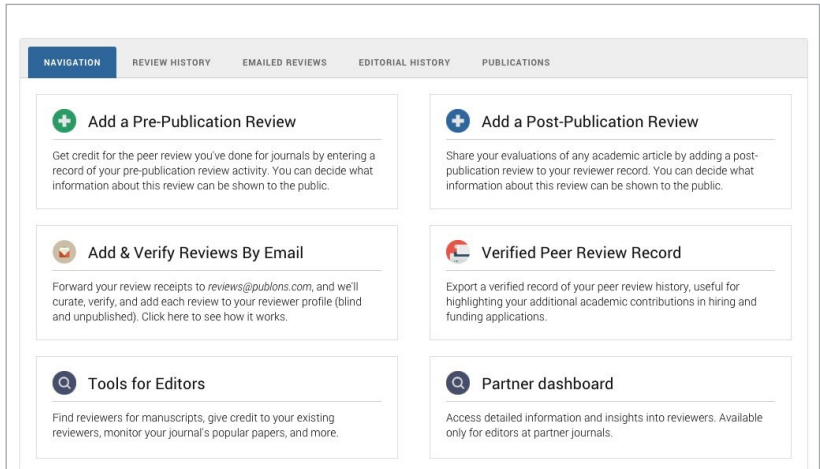 NAVIGATION REVIEW HISTORY EMAILED REVIEWS EDITORIAL HISTORY PUBLICATIONS
Add a Pre-Publication Review
Get credit for the peer review you've done for journals by entering a
record of your pre-publication review activity. You can decide what
information about this review can be shown to the public.
Add a Post-Publication Review
Share your evaluations of any academic article by adding a post-
publication review to your reviewer record. You can decide what
information about this review can be shown to the public.
Add & Verify Reviews By Email
Forward your review receipts to reviews@publons.com, and we'll
curate, verify, and add each review to your reviewer profile (blind
and unpublished). Click here to see how it works.
Verified Peer Review Record
Export a verified record of your peer review history, useful for
highlighting your additional academic contributions in hiring and
funding applications.
Tools for Editors
Find reviewers for manuscripts, give credit to your existing
reviewers, monitor your journal's popular papers, and more.
Partner dashboard
Access detailed information and insights into reviewers. Available
only for editors at partner journals.